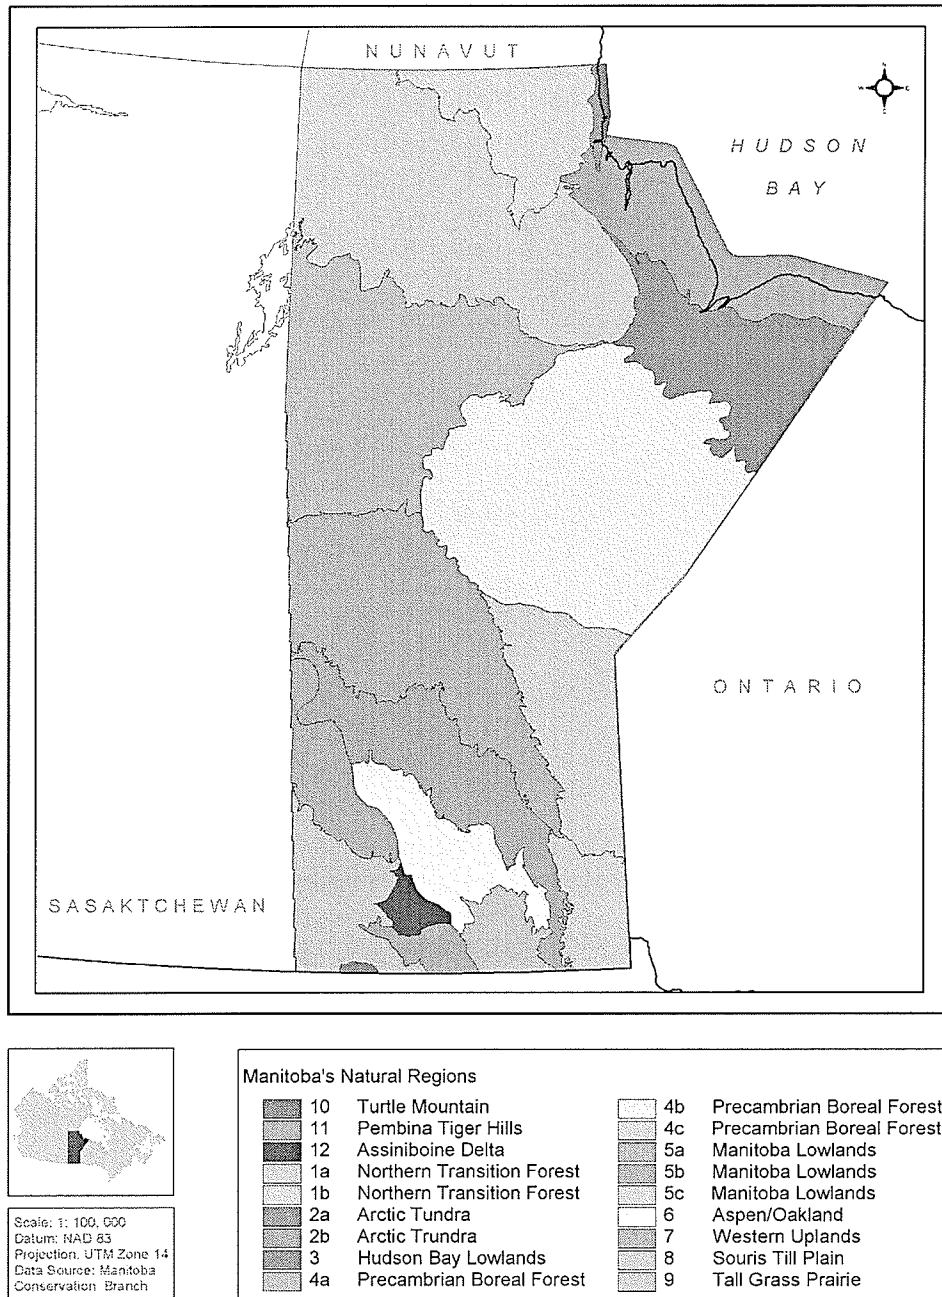 NUNAVUT
N
W E
S
HUDSON
BAY
ONTARIO
SASAKTCHEWAN
Manitoba's Natural Regions
10 Turtle Mountain
11 Pembina Tiger Hills
12 Assiniboine Delta
1a Northern Transition Forest
1b Northern Transition Forest
2a Arctic Tundra
2b Arctic Trundra
3 Hudson Bay Lowlands
4a Precambrian Boreal Forest
4b Precambrian Boreal Forest
4c Precambrian Boreal Forest
5a Manitoba Lowlands
5b Manitoba Lowlands
5c Manitoba Lowlands
6 Aspen/Oakland
7 Western Uplands
8 Souris Till Plain
9 Tall Grass Prairie
Scale: 1: 100, 000
Datum: NAD 83
Projection: UTM Zone 14
Data Source: Manitoba
Conservation Branch